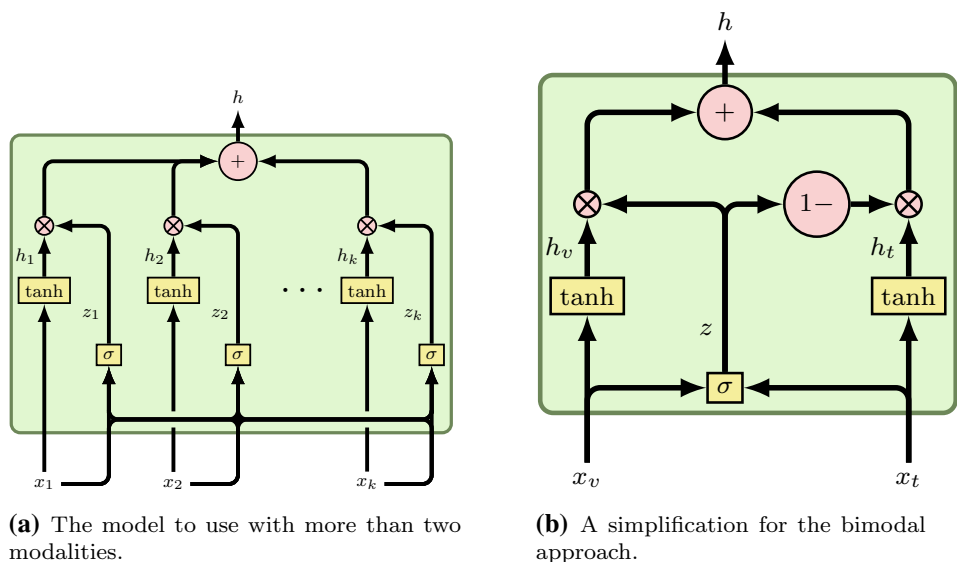 h
+
⊗ ⊗ ⊗
h₁ h₂ hₖ
tanh tanh · · · tanh
z₁ z₂ zₖ
σ σ σ
x₁ x₂ xₖ
(a) The model to use with more than two
modalities.
h
+
⊗ 1− ⊗
hᵥ hₜ
tanh tanh
z
σ
xᵥ xₜ
(b) A simplification for the bimodal
approach.